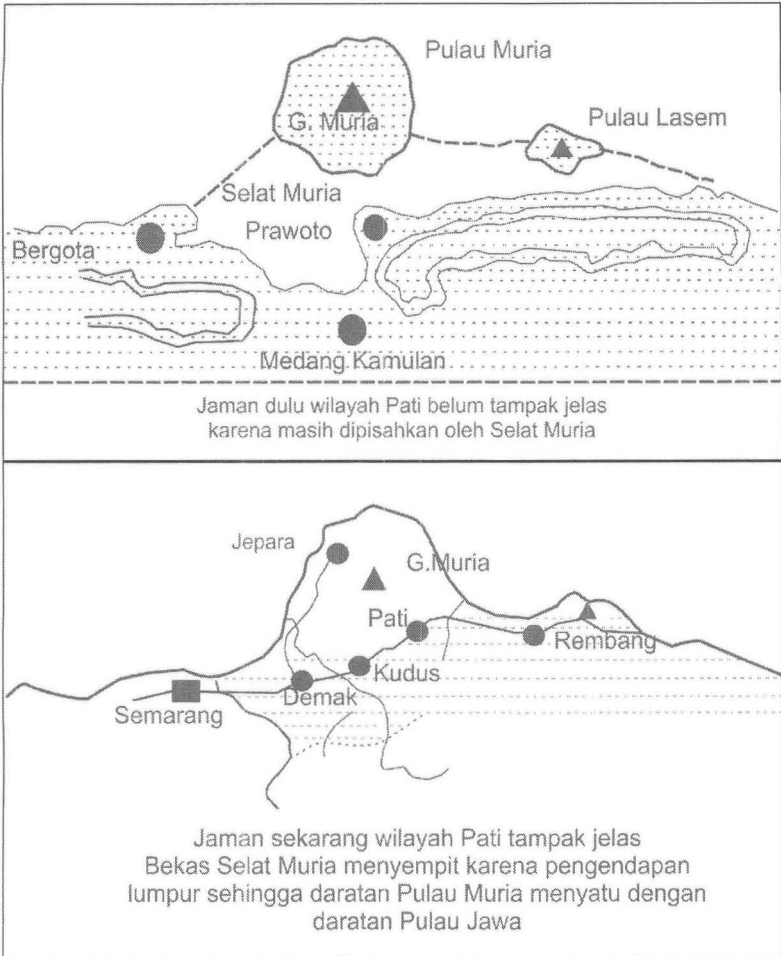 Pulau Muria
G. Muria
Pulau Lasem
Selat Muria
Prawoto
Bergota
Medang Kamulan
Jaman dulu wilayah Pati belum tampak jelas
karena masih dipisahkan oleh Selat Muria
Jepara
G.Muria
Pati
Rembang
Kudus
Demak
Semarang
Jaman sekarang wilayah Pati tampak jelas
Bekas Selat Muria menyempit karena pengendapan
lumpur sehingga daratan Pulau Muria menyatu dengan
daratan Pulau Jawa